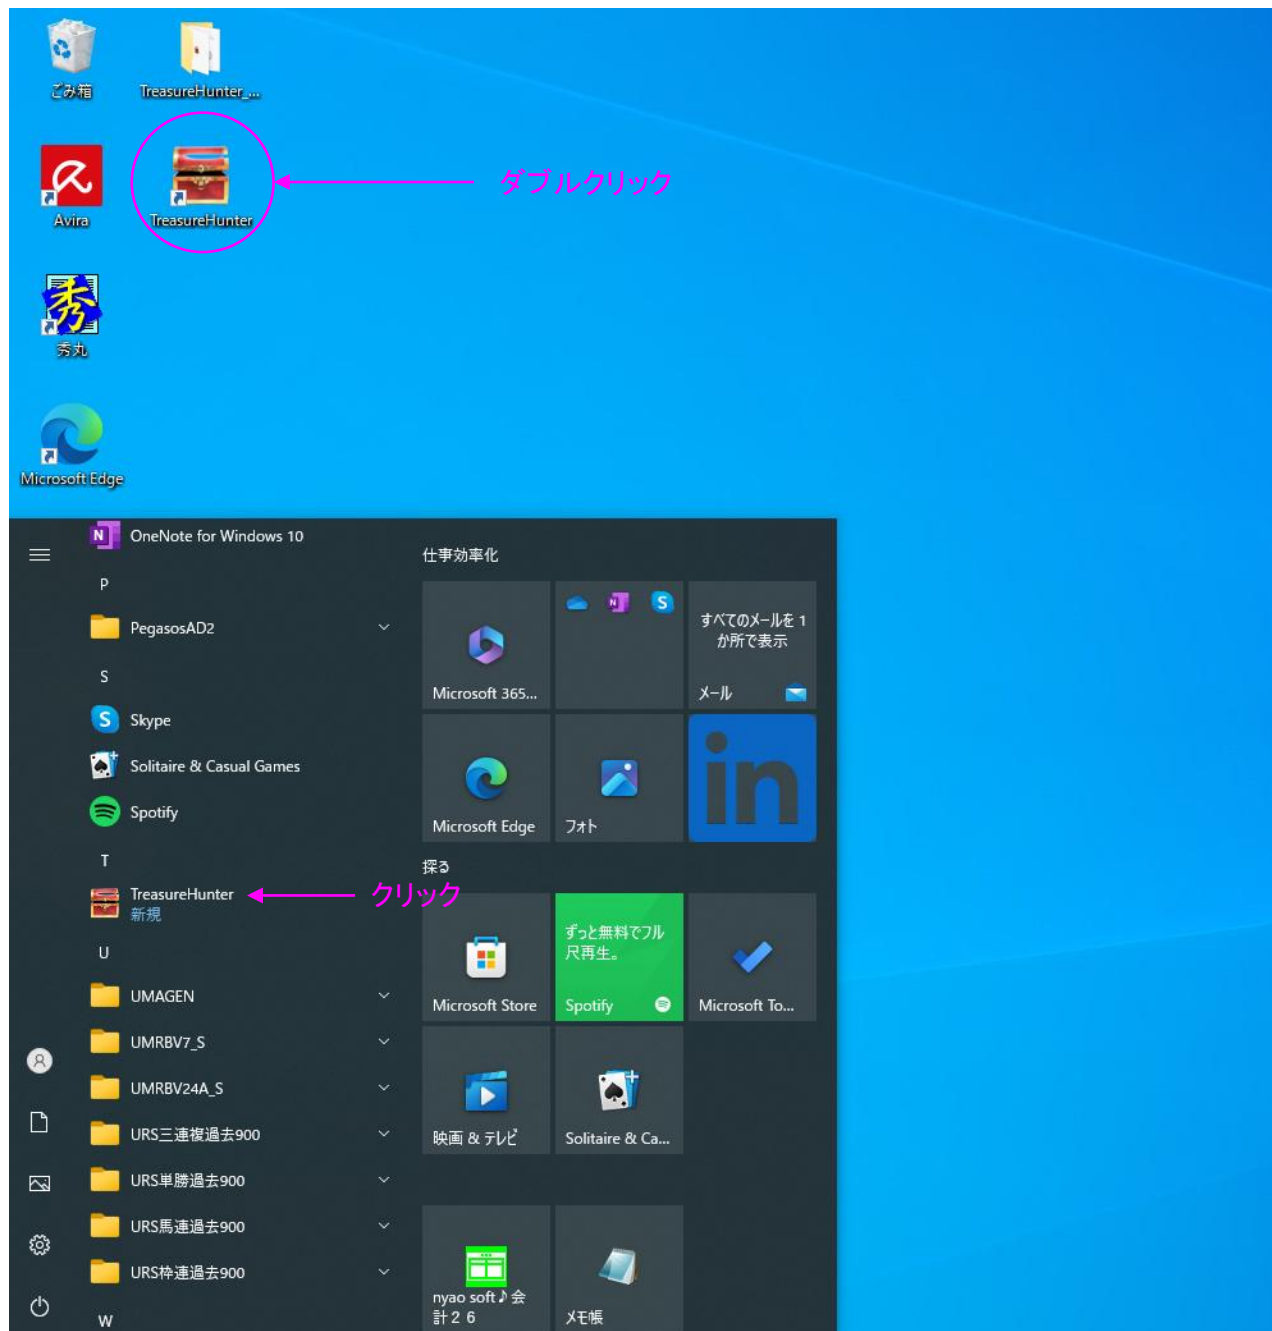 ごみ箱
TreasureHunter_...
Avira
TreasureHunter
ダブルクリック
秀
秀丸
Microsoft Edge
OneNote for Windows 10
P
PegasosAD2
S
Skype
Solitaire & Casual Games
Spotify
T
TreasureHunter
新規
クリック
U
UMAGEN
UMRBV7_S
UMRBV24A_S
URS三連複過去900
URS単勝過去900
URS馬連過去900
URS枠連過去900
W
仕事効率化
Microsoft 365...
すべてのメールを 1
か所で表示
メール
Microsoft Edge
フォト
in
探る
Microsoft Store
ずっと無料でフル
尺再生。
Spotify
Microsoft To...
映画 & テレビ
Solitaire & Ca...
nyao soft♪会
計２６
メモ帳